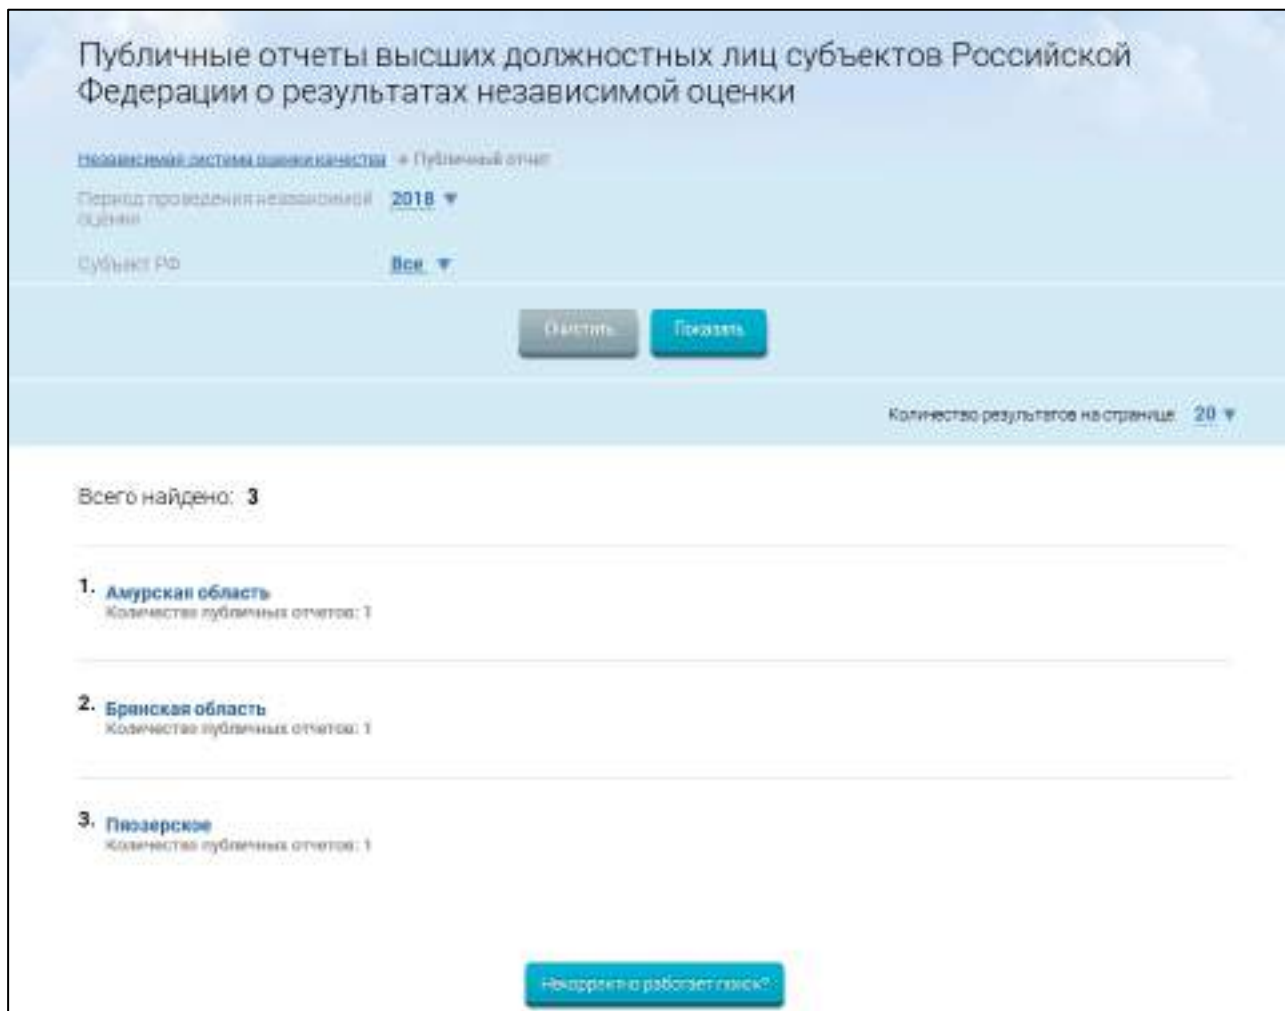 Публичные отчеты высших должностных лиц субъектов Российской
Федерации о результатах независимой оценки
Независимая система оценки качества » Публичный отчет
Период проведения независимой 2018 ▼
оценки
Субъект РФ Все ▼
Очистить Показать
Количество результатов на странице 20 ▼
Всего найдено: 3
1. Амурская область
Количество публичных отчетов: 1
2. Брянская область
Количество публичных отчетов: 1
3. Пяозерское
Количество публичных отчетов: 1
Некорректно работает поиск?